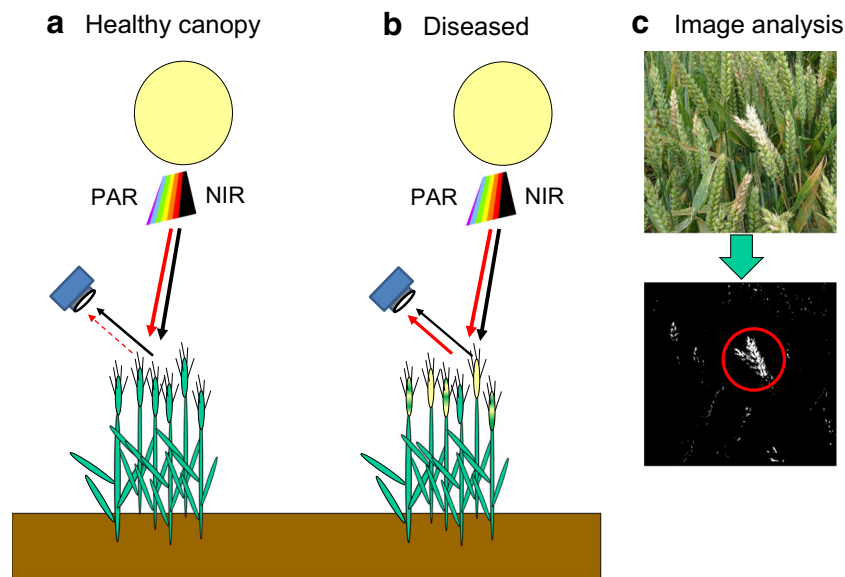 a Healthy canopy
b Diseased
c Image analysis
PAR NIR
PAR NIR